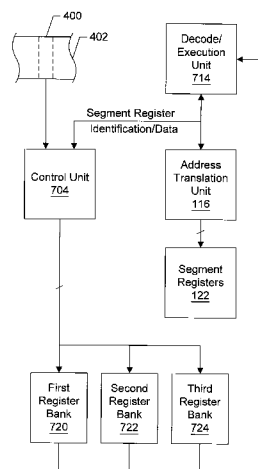 400
402
Decode/
Execution
Unit
714
Segment Register
Identification/Data
Control Unit
704
Address
Translation
Unit
116
Segment
Registers
122
First
Register
Bank
720
Second
Register
Bank
722
Third
Register
Bank
724